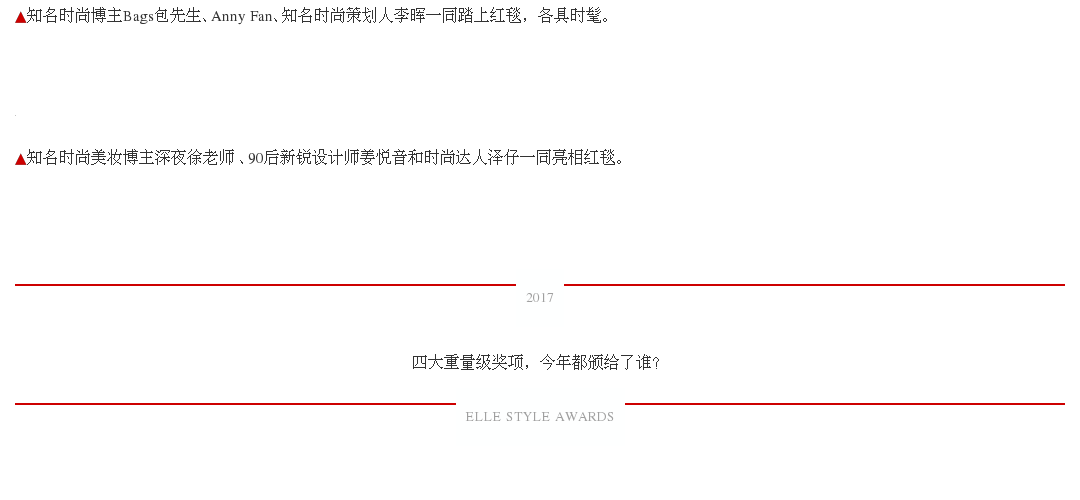 ▲知名时尚博主Bags包先生、Anny Fan、知名时尚策划人李晖一同踏上红毯，各具时髦。
▲知名时尚美妆博主深夜徐老师、90后新锐设计师姜悦音和时尚达人泽仔一同亮相红毯。
2017
四大重量级奖项，今年都颁给了谁?
ELLE STYLE AWARDS